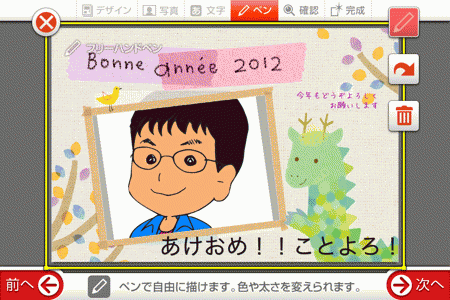 デザイン 写真 文字 ペン 確認 完成
フリーハンドペン
Bonne année 2012
今年もどうぞよろしく
お願いします
あけおめ！！ことよろ！
前へ ペンで自由に描けます。色や太さを変えられます。 次へ